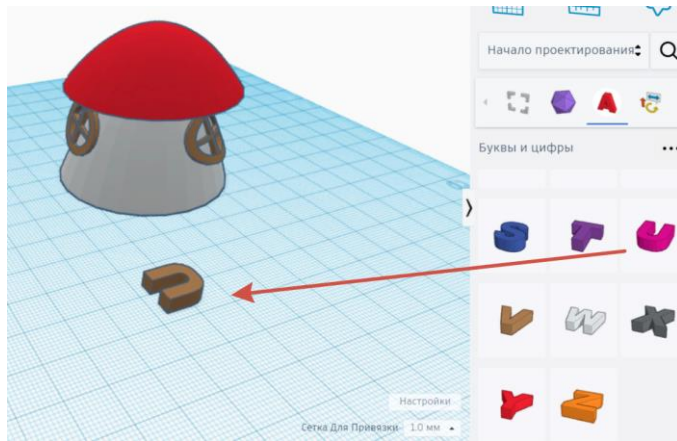 Начало проектирования
A
Буквы и цифры
S T U
V W X
Y Z
U
Настройки
Сетка Для Привязки 1.0 мм